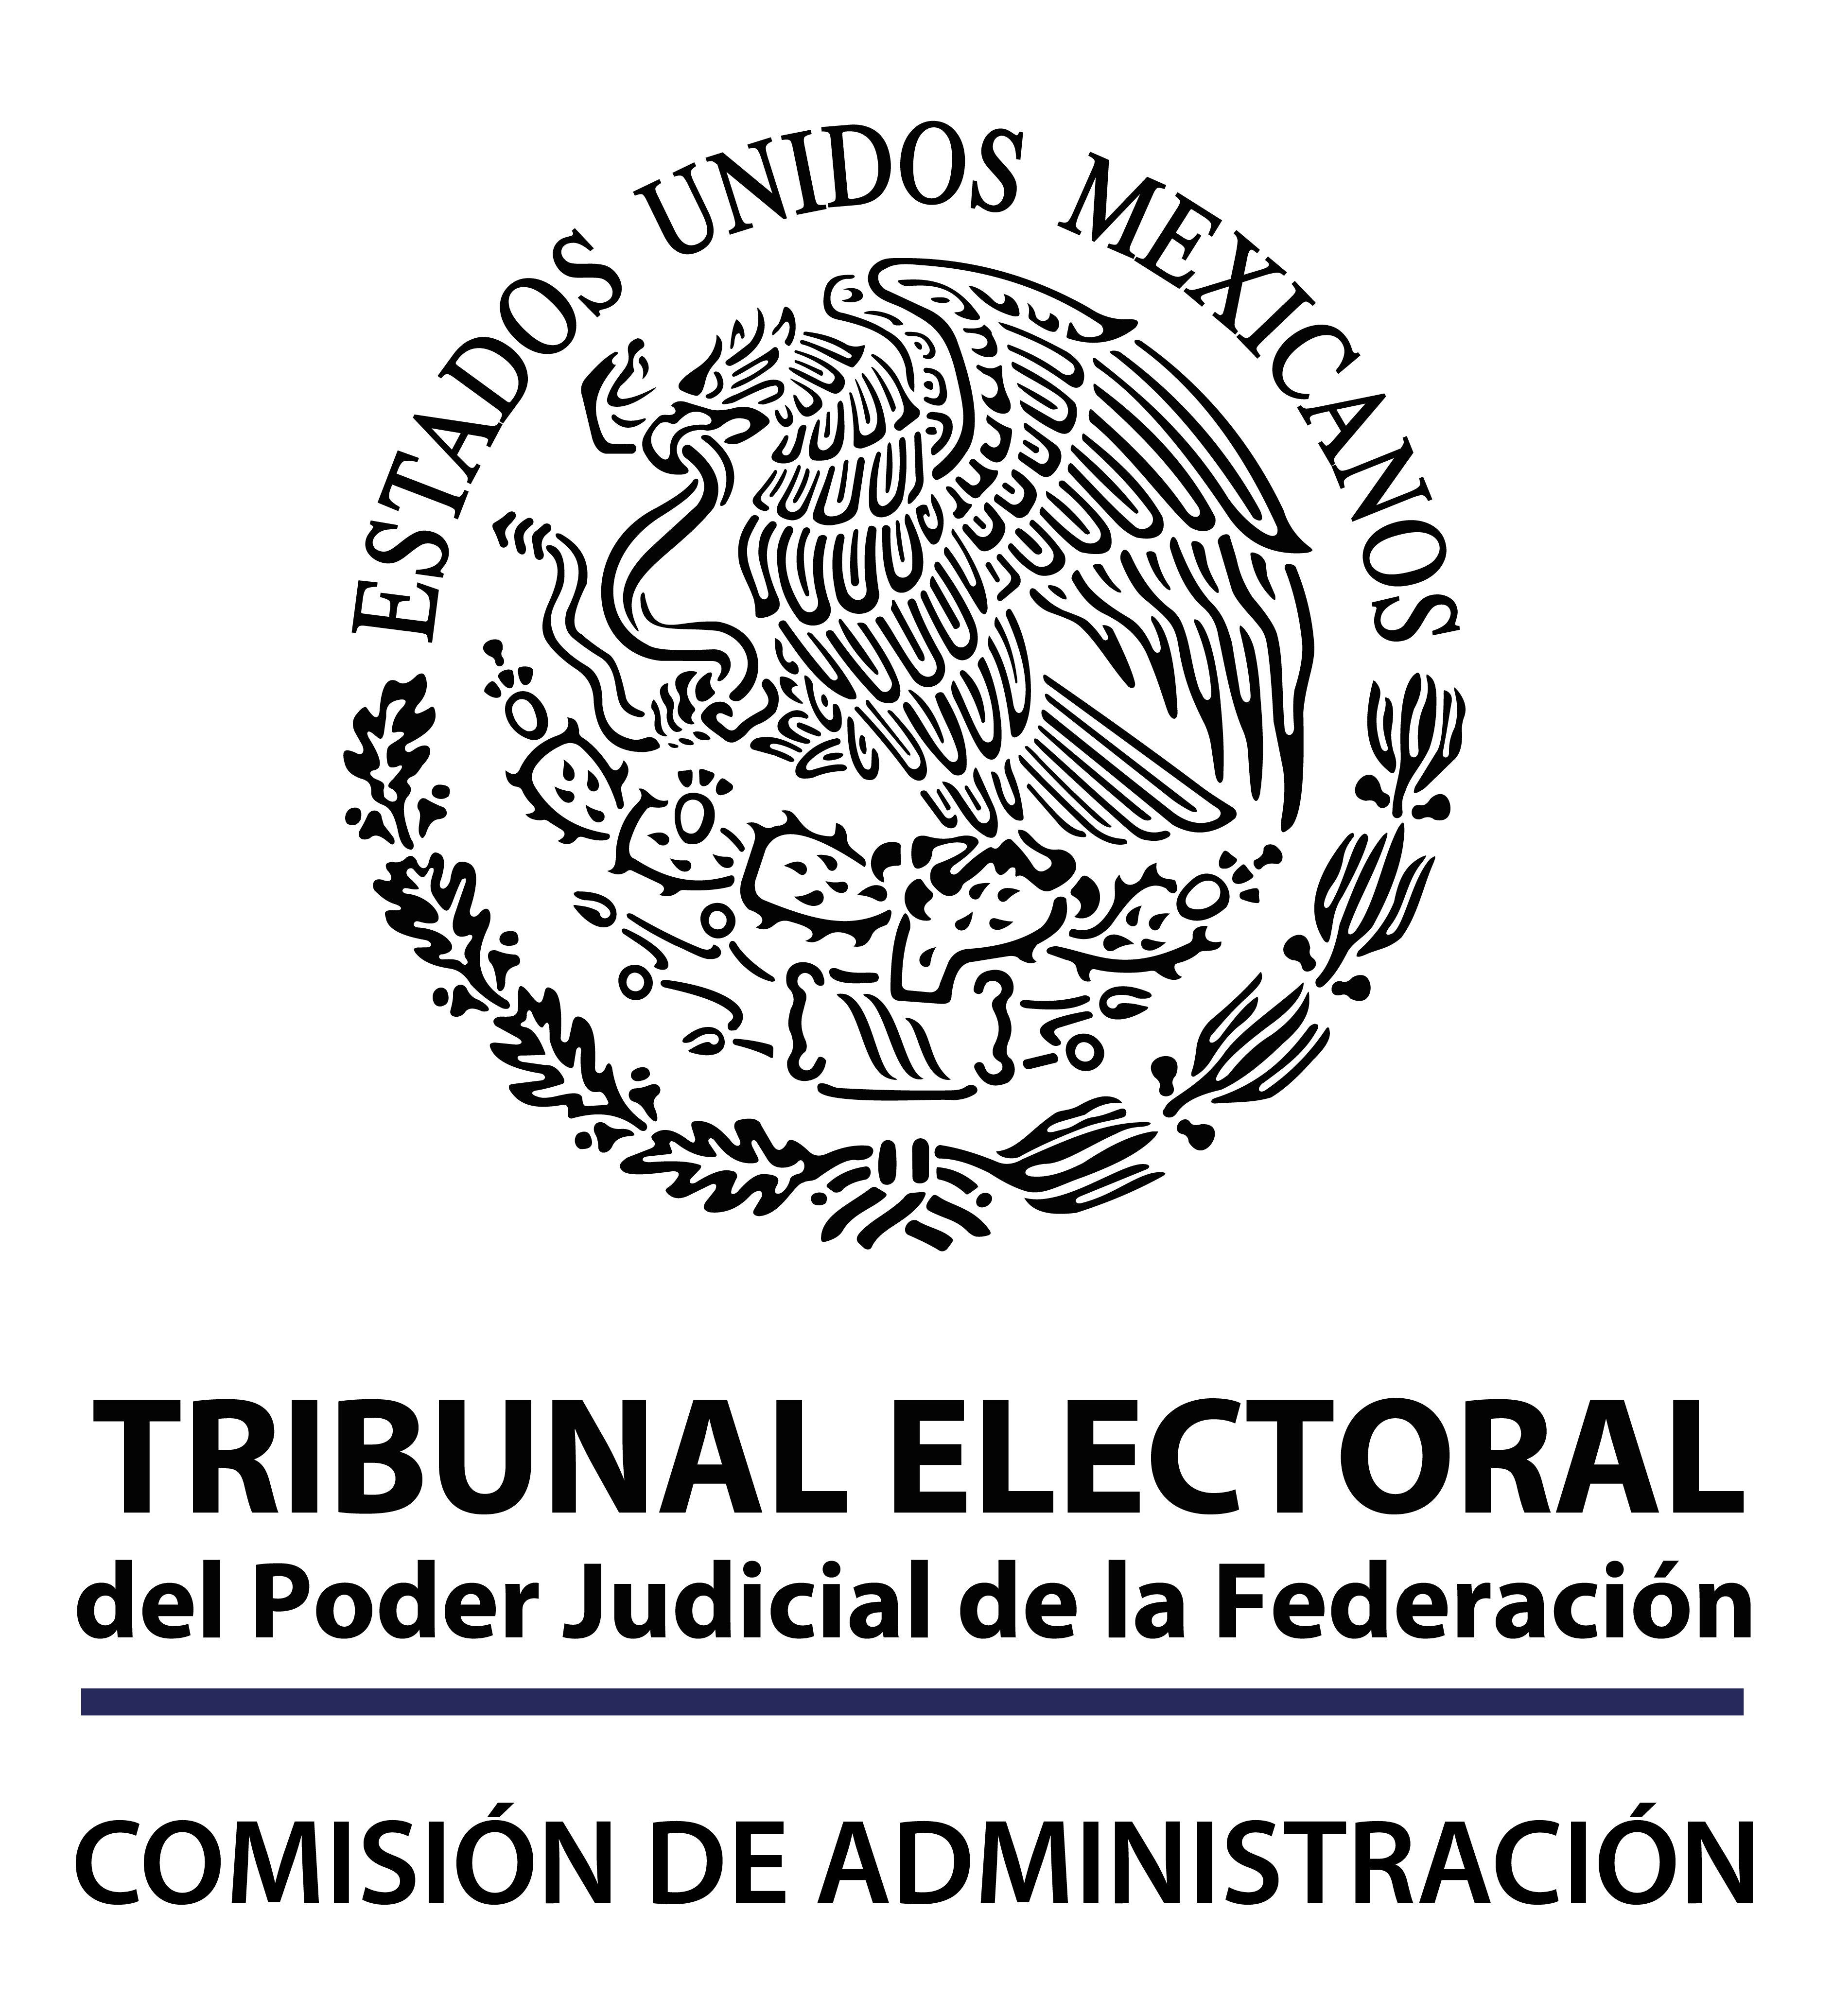 ESTADOS UNIDOS MEXICANOS
TRIBUNAL ELECTORAL
del Poder Judicial de la Federación
COMISIÓN DE ADMINISTRACIÓN